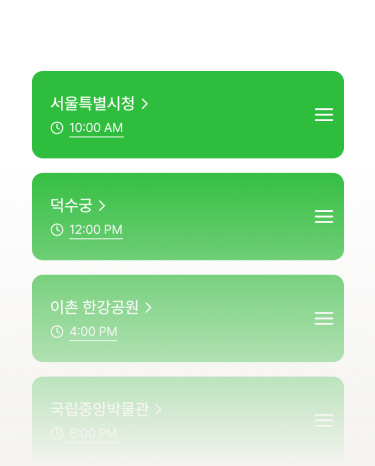 서울특별시청
10:00 AM
덕수궁
12:00 PM
이촌 한강공원
4:00 PM
국립중앙박물관
6:00 PM